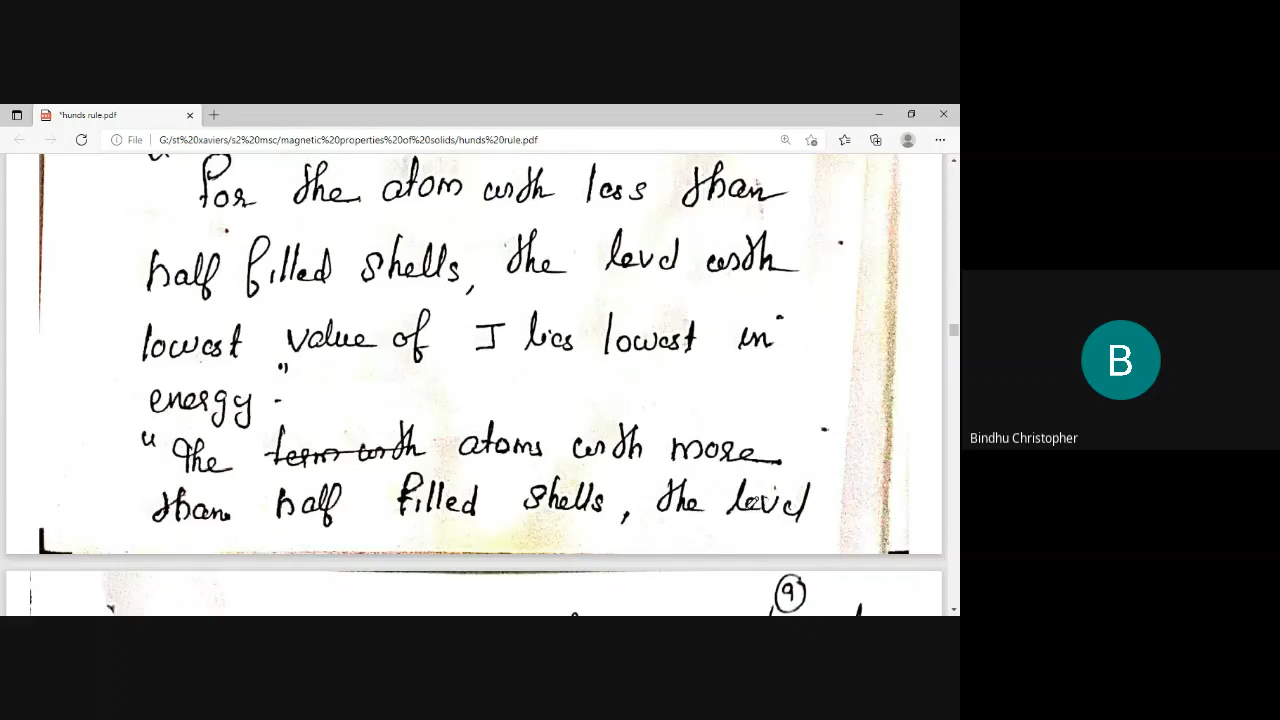 *hunds rule.pdf
File
G:/st%20xaviers/s2%20msc/magnetic%20properties%20of%20solids/hunds%20rule.pdf
"For the atom with less than
half filled shells, the level with
lowest value of J lies lowest in
energy"
"The term with atoms with more
than half filled shells, the level
9
B
Bindhu Christopher